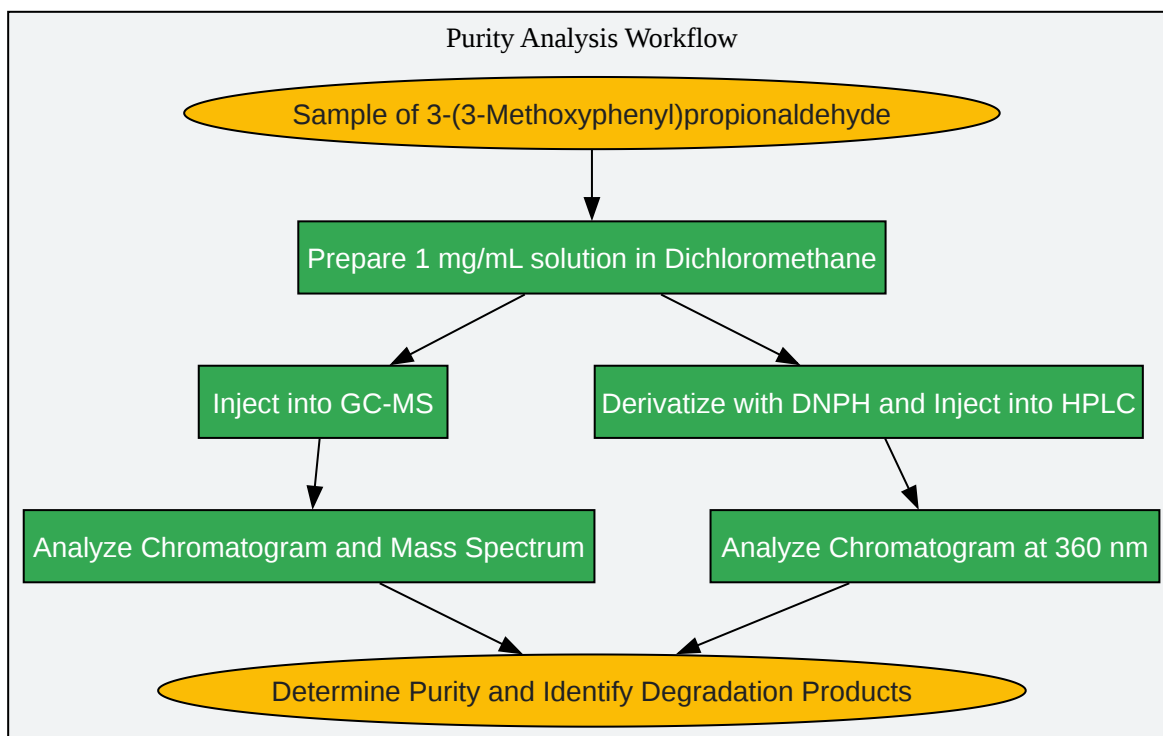 Purity Analysis Workflow
Sample of 3-(3-Methoxyphenyl)propionaldehyde
Prepare 1 mg/mL solution in Dichloromethane
Inject into GC-MS
Derivatize with DNPH and Inject into HPLC
Analyze Chromatogram and Mass Spectrum
Analyze Chromatogram at 360 nm
Determine Purity and Identify Degradation Products